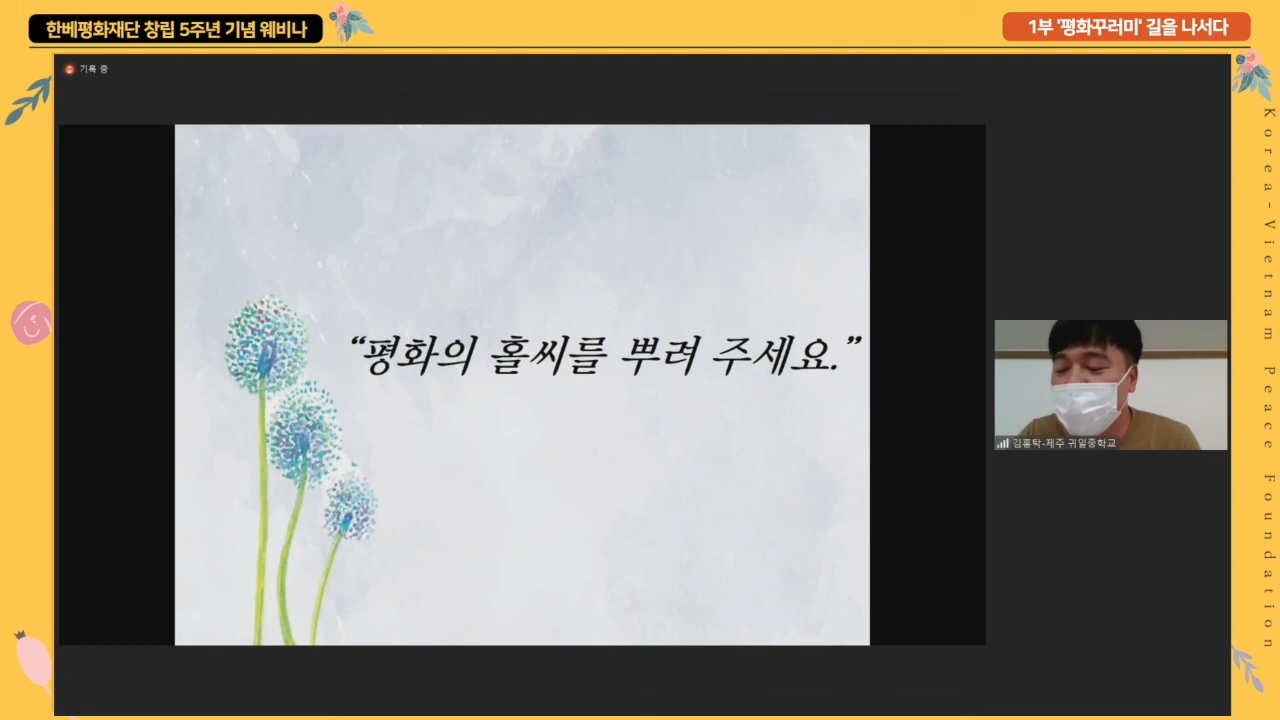 한베평화재단 창립 5주년 기념 웨비나
1부 '평화꾸러미' 길을 나서다
기록 중
“평화의 홀씨를 뿌려 주세요.”
김홍탁-제주 귀일중학교
Korea-Vietnam Peace Foundation